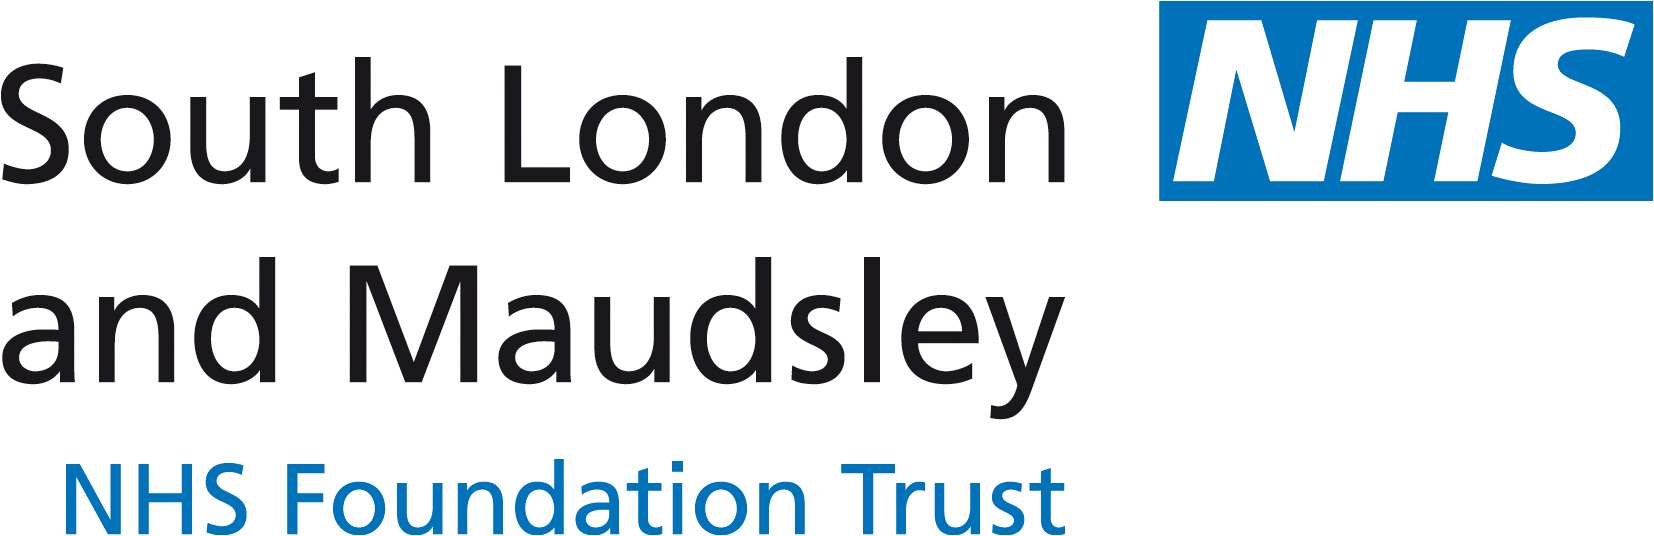 South London NHS
and Maudsley
NHS Foundation Trust